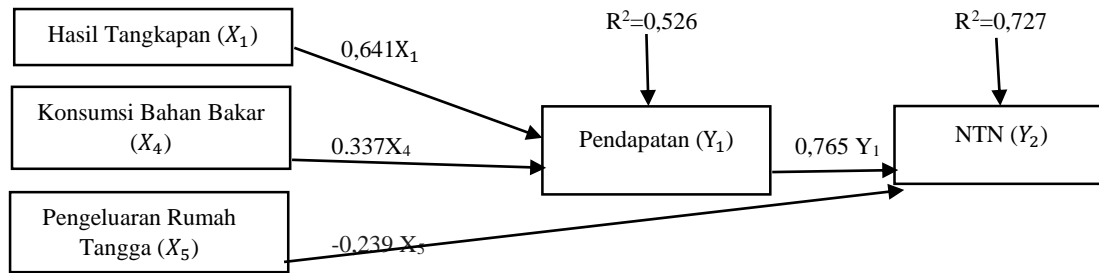 Hasil Tangkapan (𝑋₁)
R²=0,526
R²=0,727
0,641X₁
Konsumsi Bahan Bakar
(𝑋₄)
0.337X₄
Pendapatan (Y₁)
0,765 Y₁
NTN (𝑌₂)
Pengeluaran Rumah
Tangga (𝑋₅)
-0,239 X₅